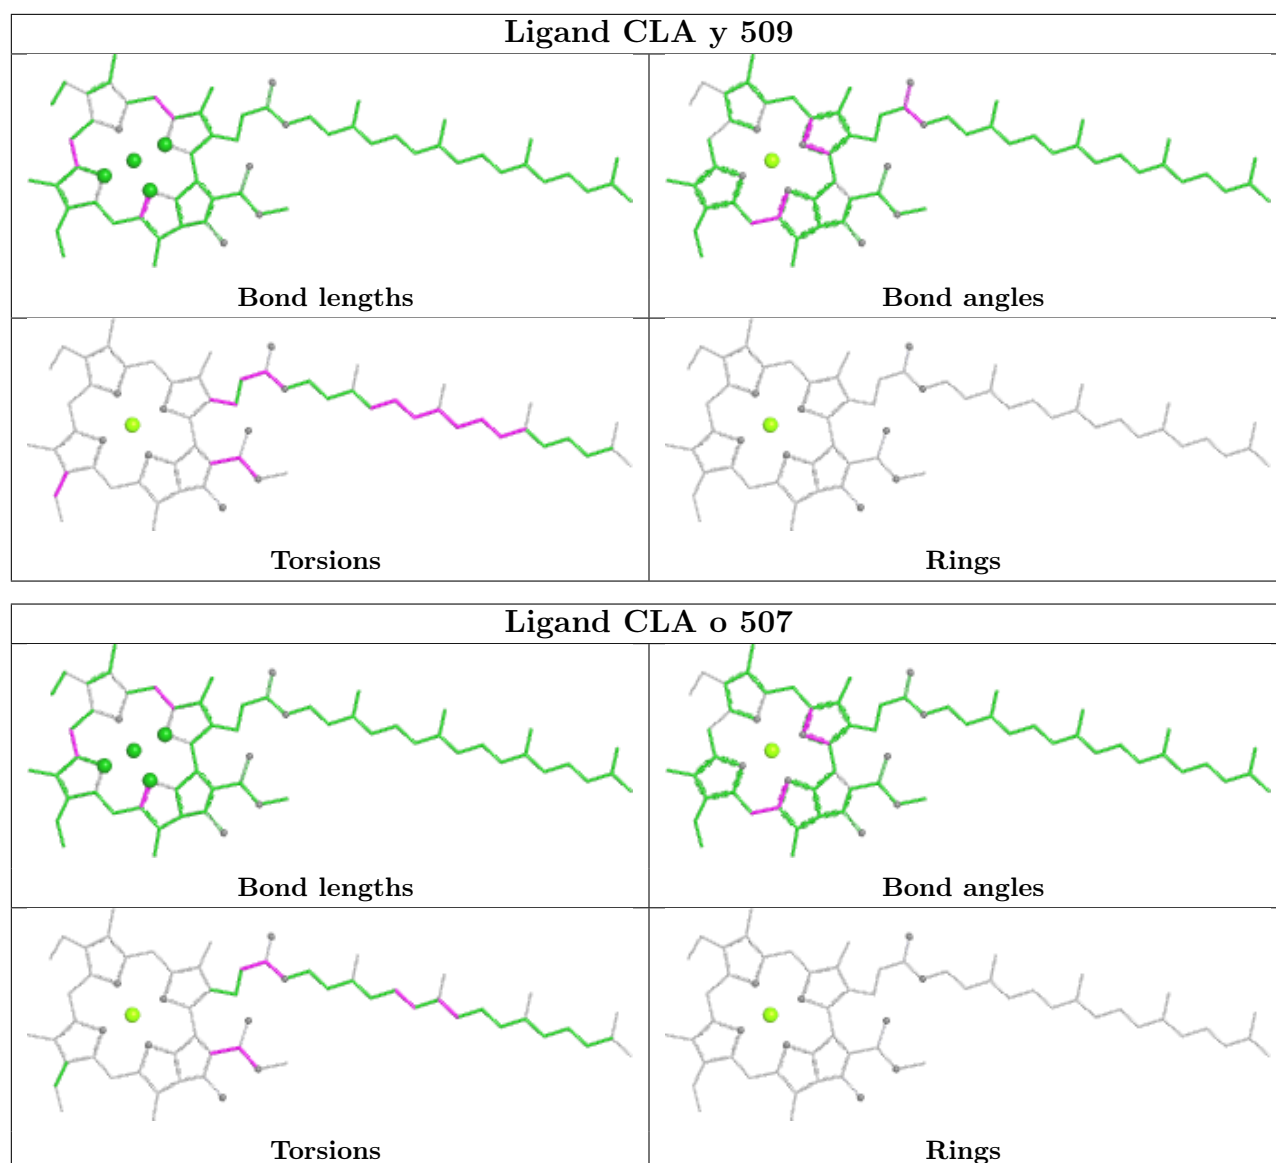 Ligand CLA y 509
Bond lengths
Bond angles
Torsions
Rings
Ligand CLA o 507
Bond lengths
Bond angles
Torsions
Rings